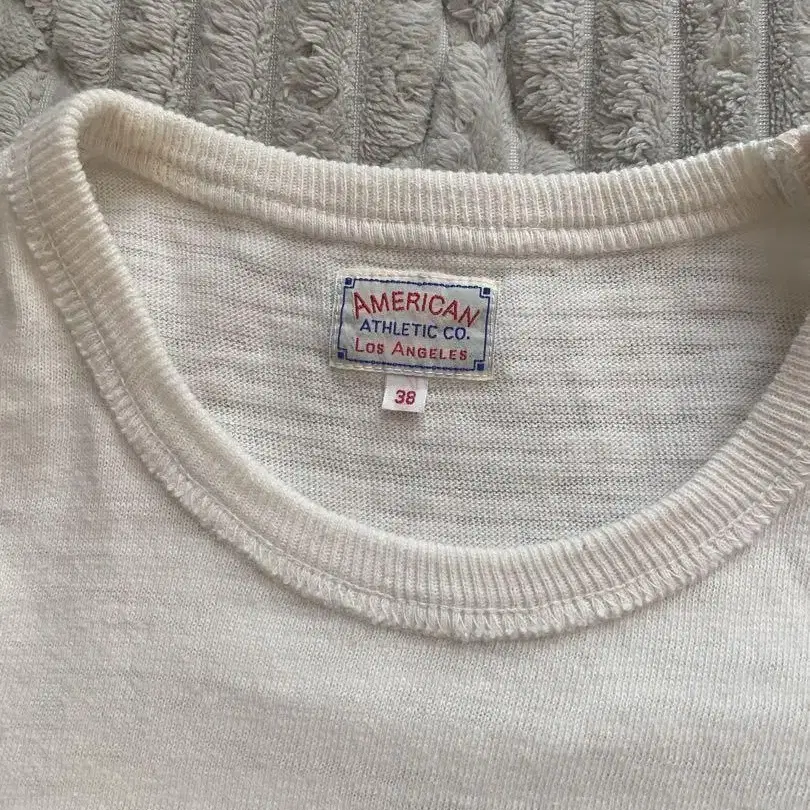 AMERICAN
ATHLETIC CO.
LOS ANGELES
38